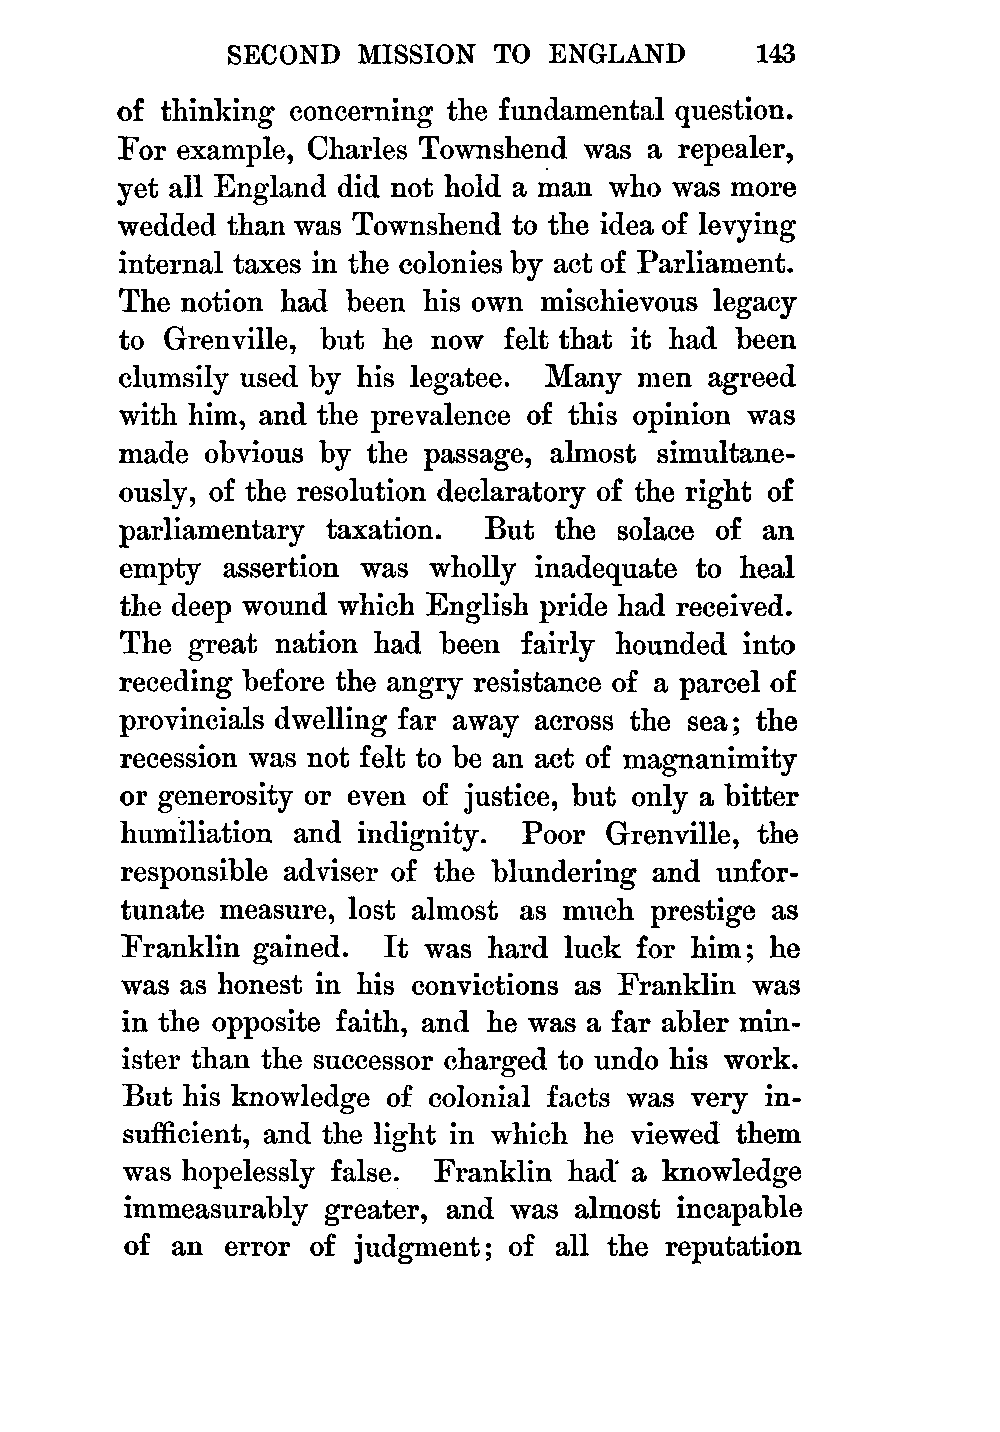 SECOND MISSION TO ENGLAND 143
of thinking concerning the fundamental question.
For example, Charles Townshend was a repealer,
yet all England did not hold a man who was more
wedded than was Townshend to the idea of levying
internal taxes in the colonies by act of Parliament.
The notion had been his own mischievous legacy
to Grenville, but he now felt that it had been
clumsily used by his legatee. Many men agreed
with him, and the prevalence of this opinion was
made obvious by the passage, almost simultane-
ously, of the resolution declaratory of the right of
parliamentary taxation. But the solace of an
empty assertion was wholly inadequate to heal
the deep wound which English pride had received.
The great nation had been fairly hounded into
receding before the angry resistance of a parcel of
provincials dwelling far away across the sea; the
recession was not felt to be an act of magnanimity
or generosity or even of justice, but only a bitter
humiliation and indignity. Poor Grenville, the
responsible adviser of the blundering and unfor-
tunate measure, lost almost as much prestige as
Franklin gained. It was hard luck for him; he
was as honest in his convictions as Franklin was
in the opposite faith, and he was a far abler min-
ister than the successor charged to undo his work.
But his knowledge of colonial facts was very in-
sufficient, and the light in which he viewed them
was hopelessly false. Franklin had a knowledge
immeasurably greater, and was almost incapable
of an error of judgment; of all the reputation